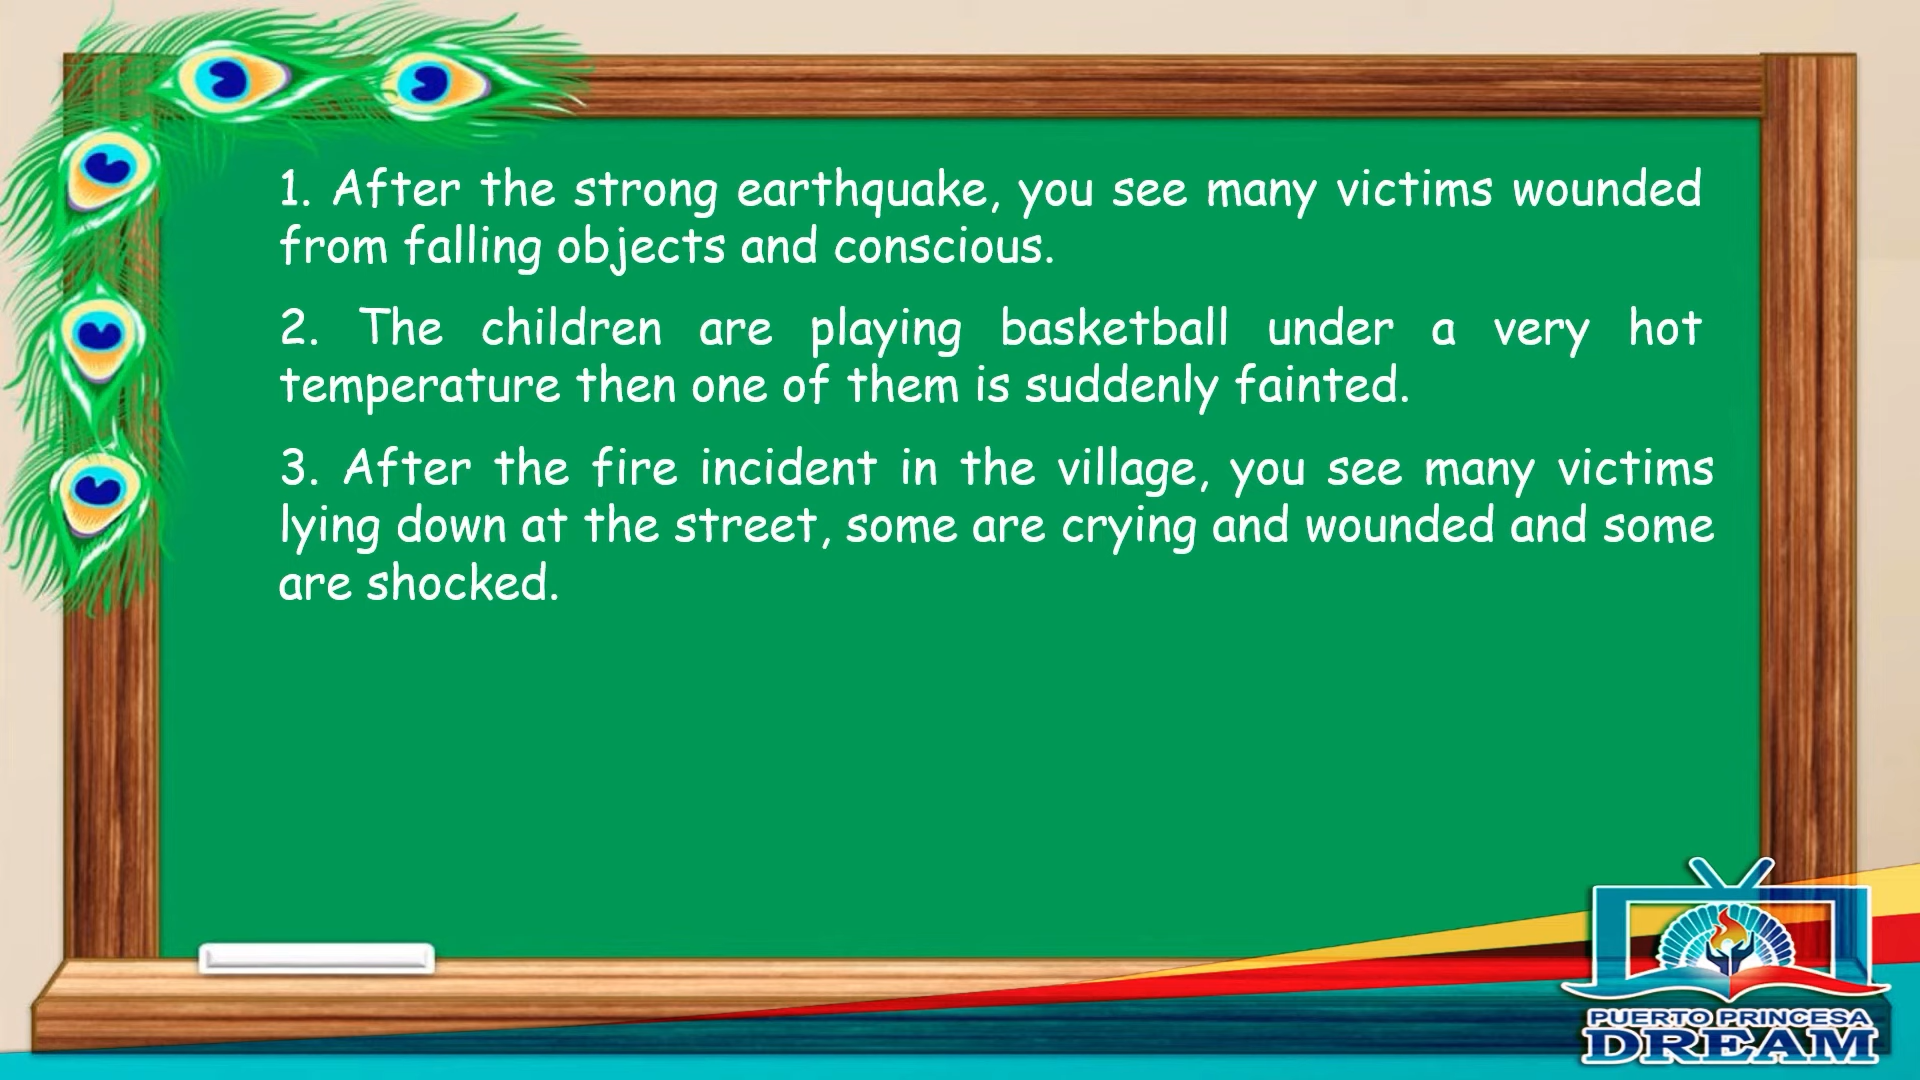 1. After the strong earthquake, you see many victims wounded
from falling objects and conscious.
2. The children are playing basketball under a very hot
temperature then one of them is suddenly fainted.
3. After the fire incident in the village, you see many victims
lying down at the street, some are crying and wounded and some
are shocked.
PUERTO PRINCESA
DREAM